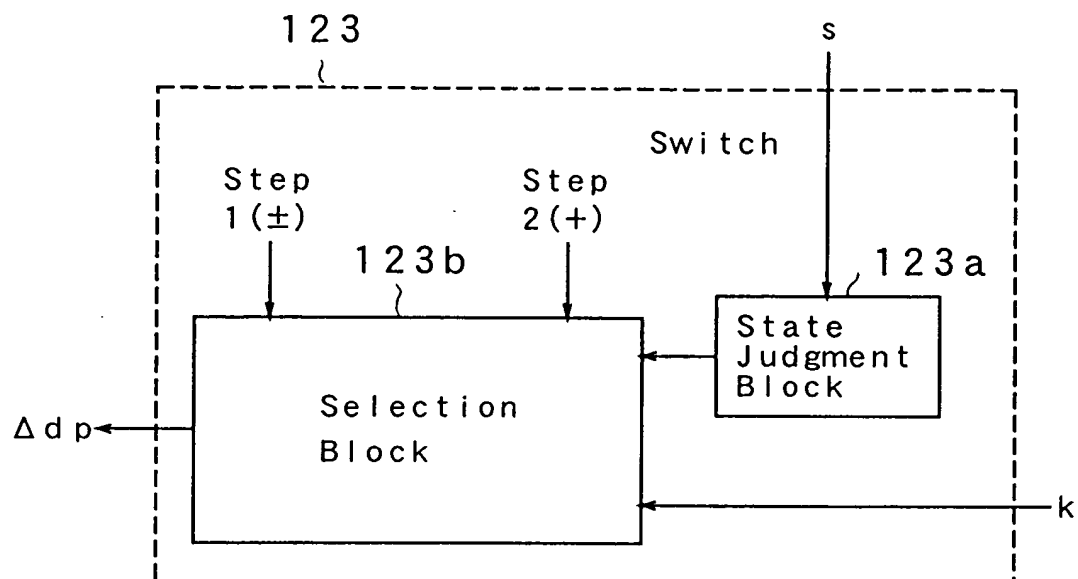 123
s
Switch
Step
1(±)
Step
2(+)
123b
123a
State
Judgment
Block
Selection
Block
Δdp
k